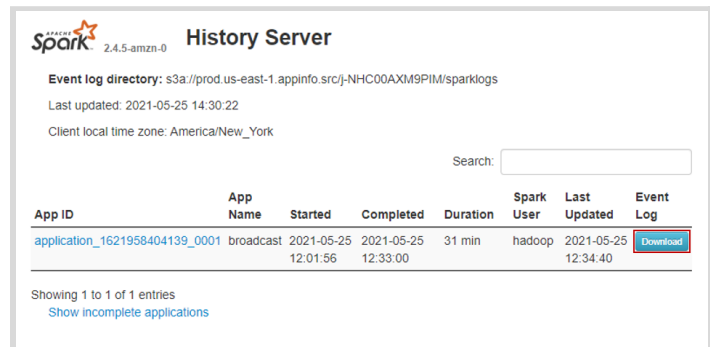 APACHE
Spark 2.4.5-amzn-0 History Server
Event log directory: s3a://prod.us-east-1.appinfo.src/j-NHC00AXM9PIM/sparklogs
Last updated: 2021-05-25 14:30:22
Client local time zone: America/New_York
Search:
App Spark Last Event
App ID Name Started Completed Duration User Updated Log
application_1621958404139_0001 broadcast 2021-05-25 2021-05-25 31 min hadoop 2021-05-25 Download
12:01:56 12:33:00 12:34:40
Showing 1 to 1 of 1 entries
Show incomplete applications